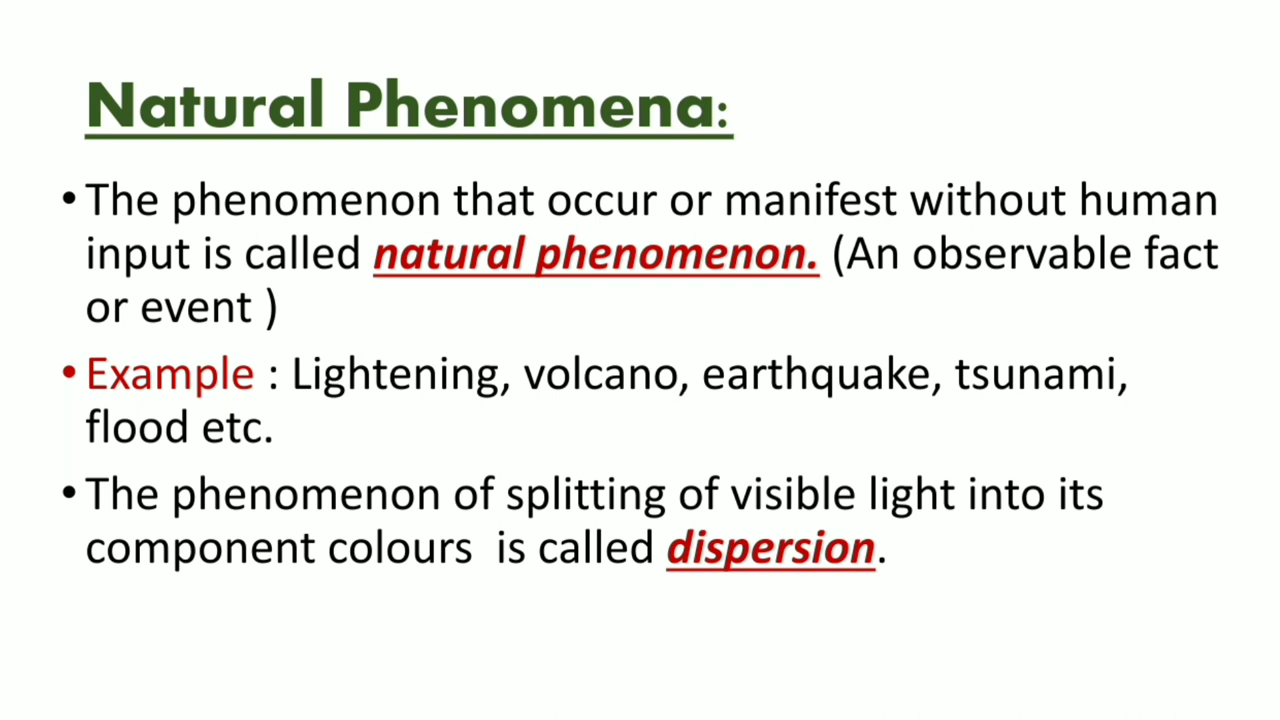 Natural Phenomena:
• The phenomenon that occur or manifest without human
input is called natural phenomenon. (An observable fact
or event )
• Example : Lightening, volcano, earthquake, tsunami,
flood etc.
• The phenomenon of splitting of visible light into its
component colours  is called dispersion.